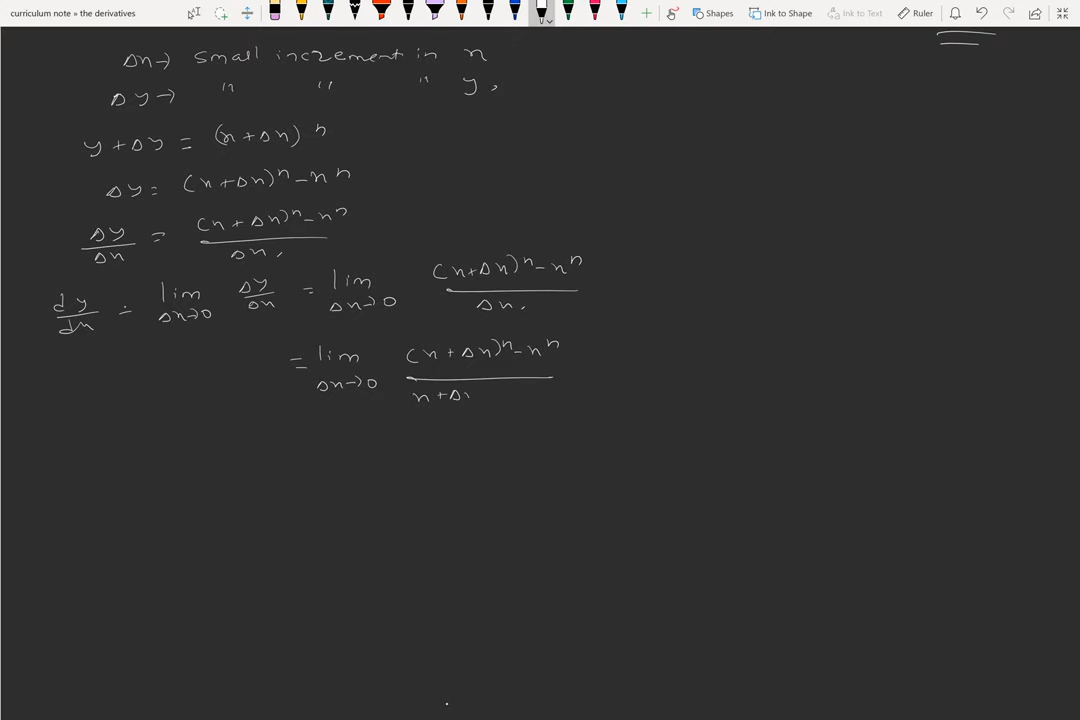 curriculum note » the derivatives
Shapes
Ink to Shape
Ink to Text
Ruler
Δx → small increment in x
Δy → " " " y,
y + Δy = (x + Δx)^n
Δy = (x + Δx)^n - x^n
Δy/Δx = ((x + Δx)^n - x^n)/Δx,
dy/dx = lim Δx→0 Δy/Δx = lim Δx→0 ((x + Δx)^n - x^n)/Δx,
= lim Δx→0 ((x + Δx)^n - x^n)/(x + Δ